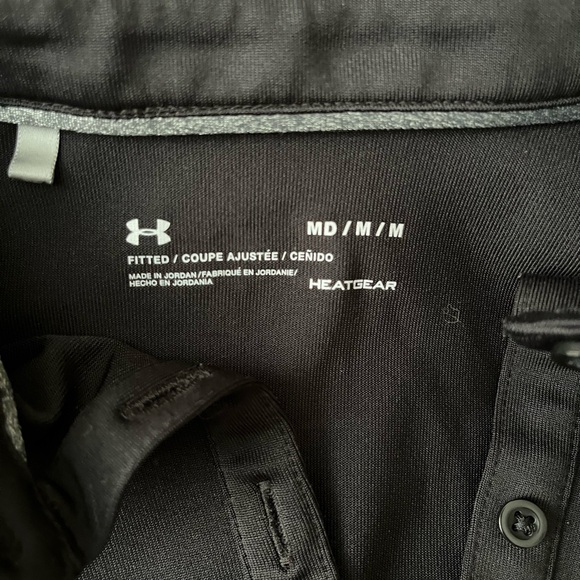 MD / M / M
FITTED / COUPE AJUSTÉE / CEÑIDO
MADE IN JORDAN / FABRIQUÉ EN JORDANIE/
HECHO EN JORDANIA
HEATGEAR